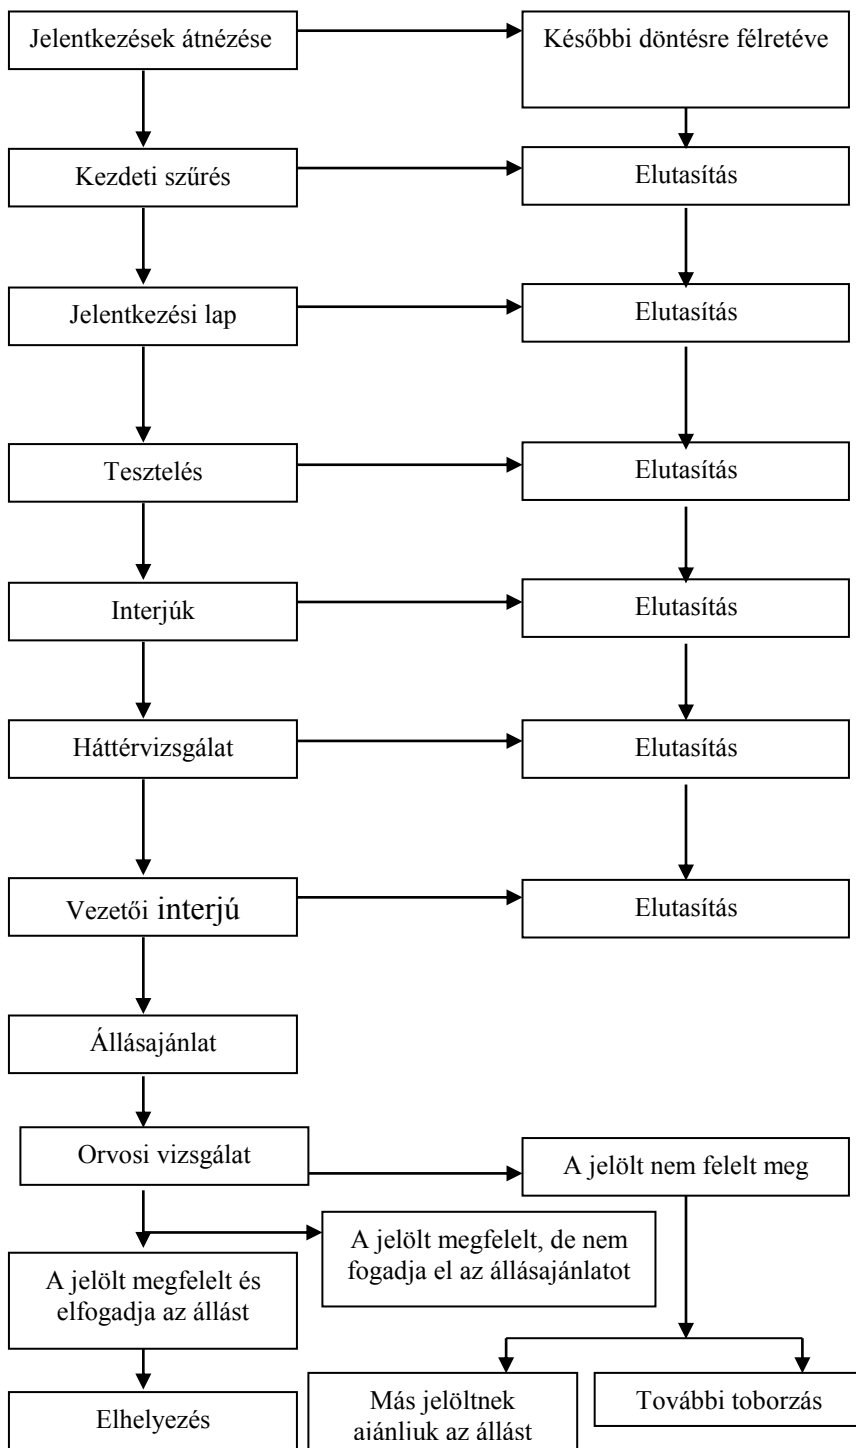 Jelentkezések átnézése
Későbbi döntésre félretéve
Kezdeti szűrés
Elutasítás
Jelentkezési lap
Elutasítás
Tesztelés
Elutasítás
Interjúk
Elutasítás
Háttérvizsgálat
Elutasítás
Vezetői interjú
Elutasítás
Állásajánlat
Orvosi vizsgálat
A jelölt nem felelt meg
A jelölt megfelelt, de nem
fogadja el az állásajánlatot
A jelölt megfelelt és
elfogadja az állást
Más jelöltnek
ajánljuk az állást
További toborzás
Elhelyezés